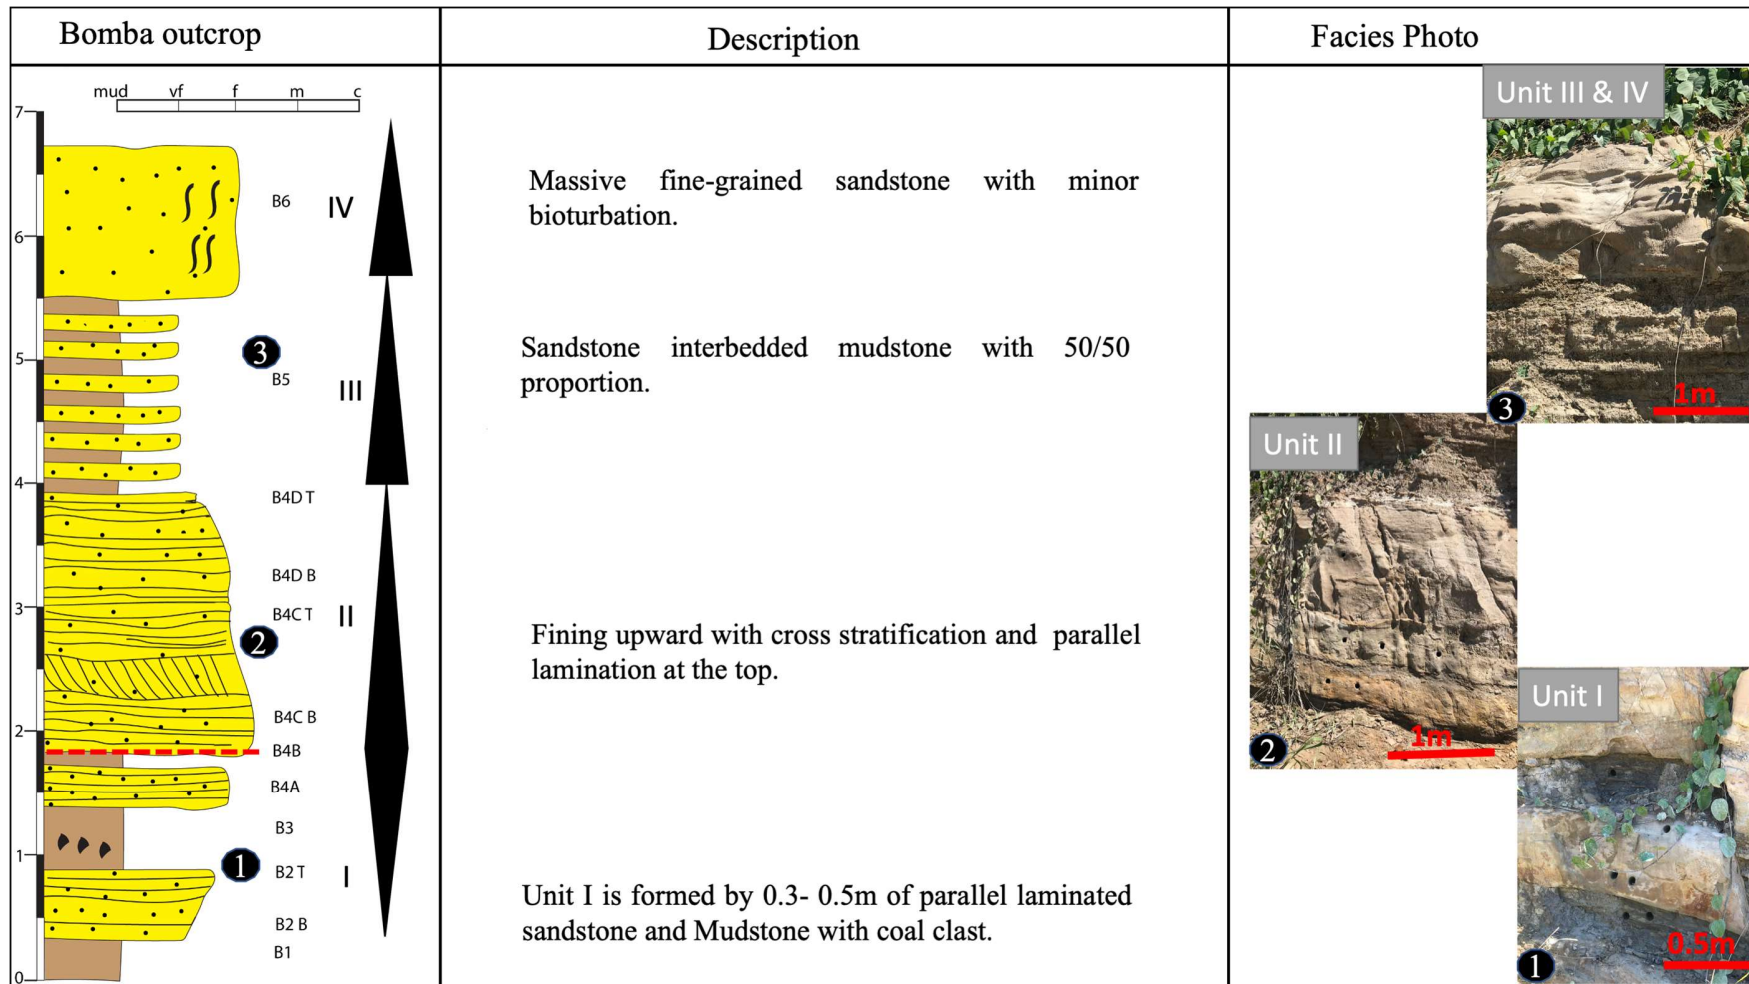 Bomba outcrop
Description
Facies Photo
mud vf f m c
7
6
5
4
3
2
1
0
B6
IV
3
B5
III
B4D T
B4D B
B4C T
II
2
B4C B
B4B
B4A
B3
1
B2 T
I
B2 B
B1
Massive fine-grained sandstone with minor
bioturbation.
Sandstone interbedded mudstone with 50/50
proportion.
Fining upward with cross stratification and parallel
lamination at the top.
Unit I is formed by 0.3- 0.5m of parallel laminated
sandstone and Mudstone with coal clast.
Unit III & IV
1m
3
Unit II
1m
2
Unit I
0.5m
1